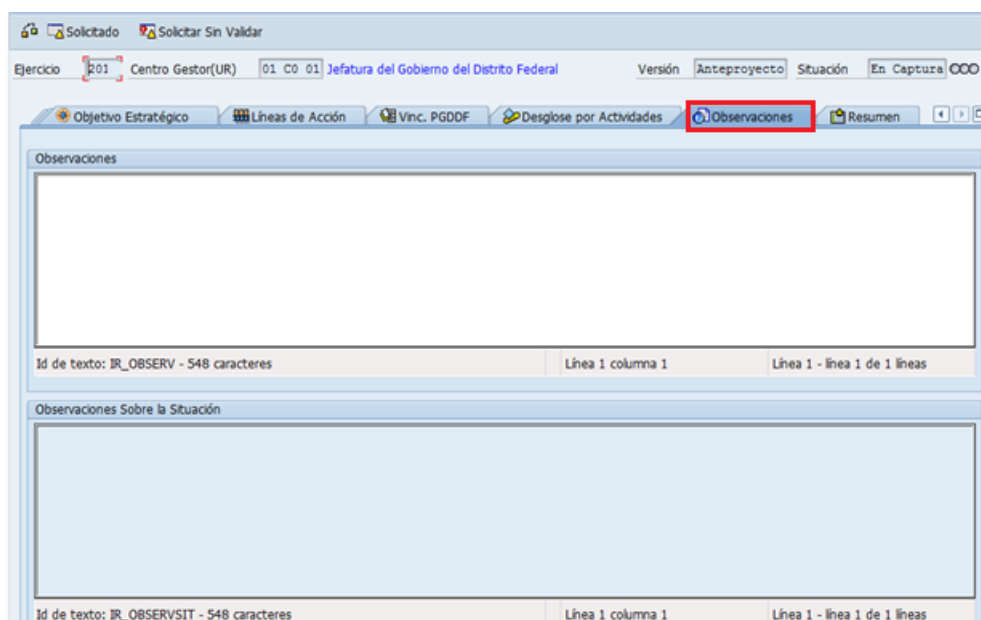 Solicitado Solicitar Sin Validar
Ejercicio 201 Centro Gestor(UR) 01 C0 01 Jefatura del Gobierno del Distrito Federal Versión Anteproyecto Situación En Captura
Objetivo Estratégico Líneas de Acción Vinc. PGDDF Desglose por Actividades Observaciones Resumen
Observaciones
Id de texto: IR_OBSERV - 548 caracteres Línea 1 columna 1 Línea 1 - línea 1 de 1 líneas
Observaciones Sobre la Situación
Id de texto: IR_OBSERVSIT - 548 caracteres Línea 1 columna 1 Línea 1 - línea 1 de 1 líneas